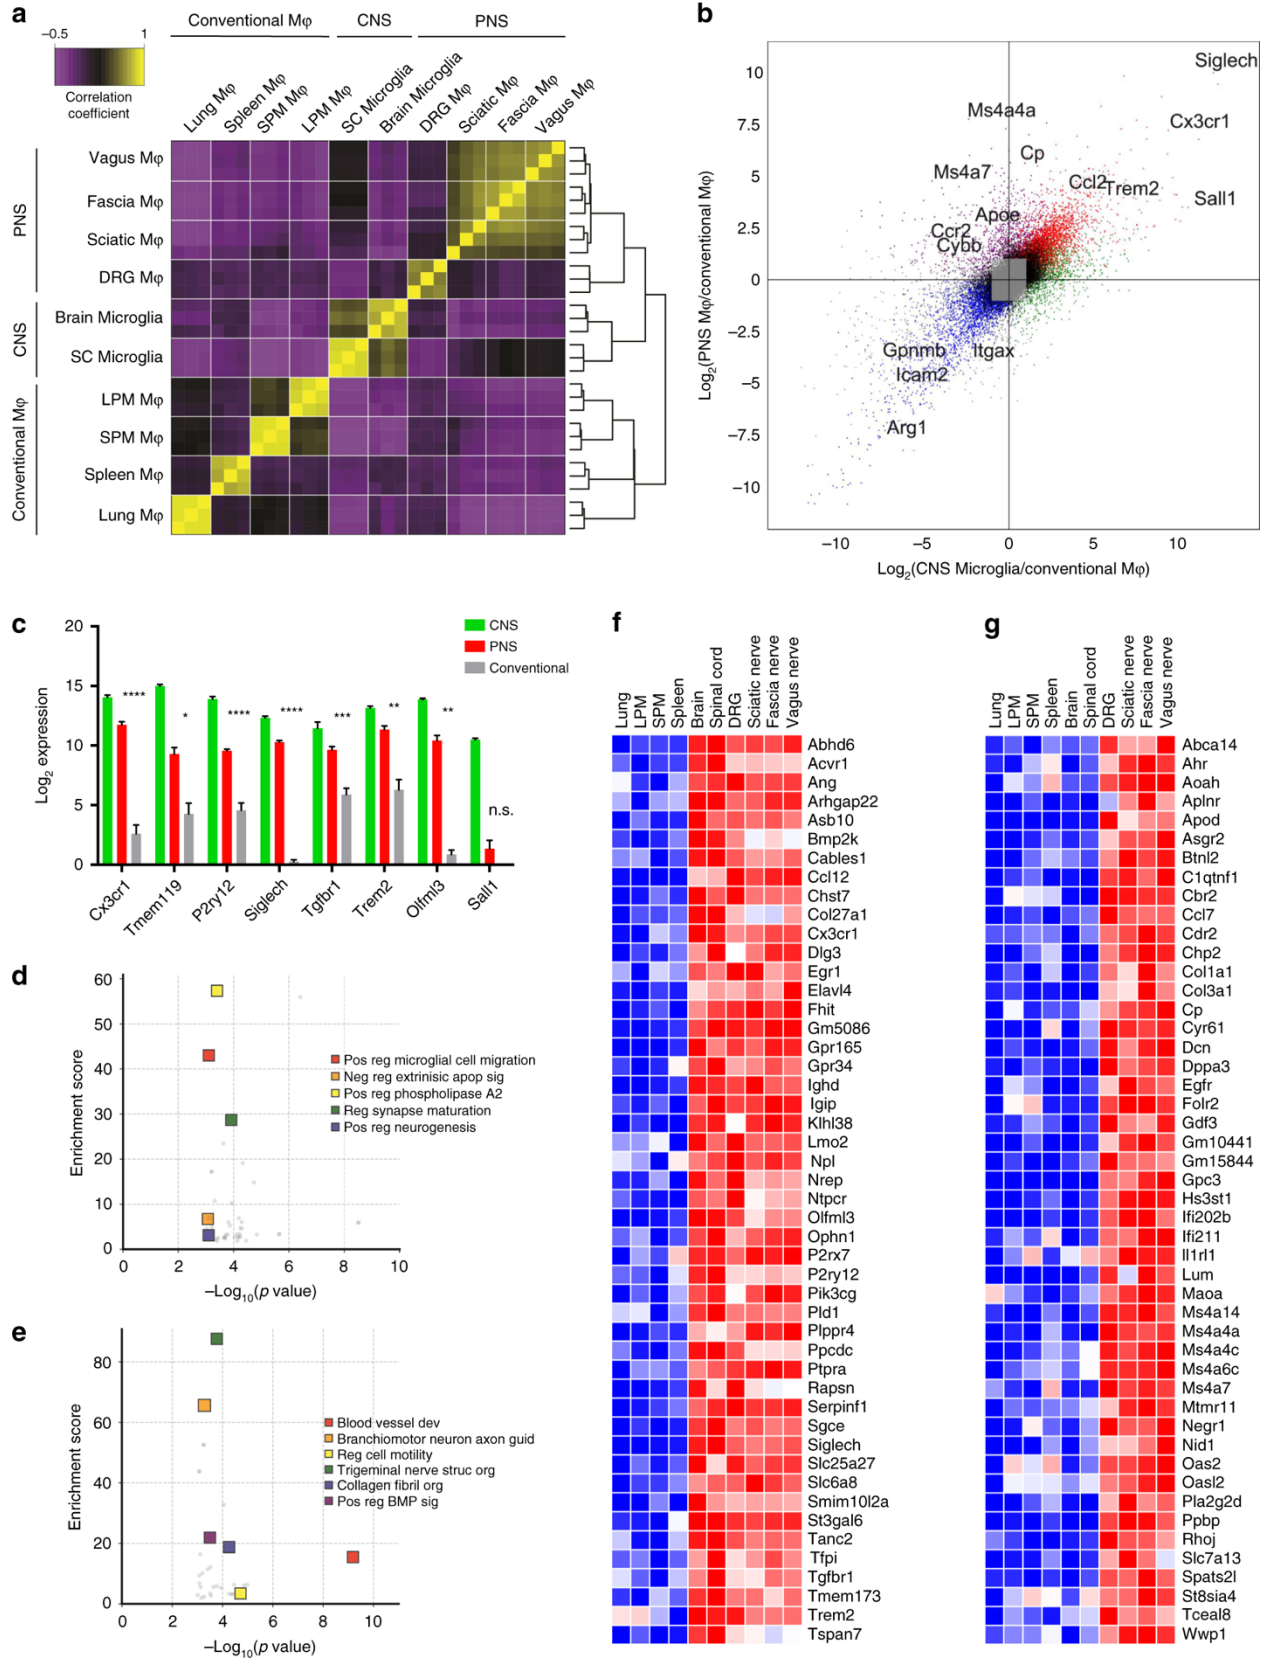 a
Conventional Mφ
CNS
PNS
−0.5
1
Correlation
coefficient
Lung Mφ
Spleen Mφ
SPM Mφ
LPM Mφ
SC Microglia
Brain Microglia
DRG Mφ
Sciatic Mφ
Fascia Mφ
Vagus Mφ
PNS
CNS
Conventional Mφ
Vagus Mφ
Fascia Mφ
Sciatic Mφ
DRG Mφ
Brain Microglia
SC Microglia
LPM Mφ
SPM Mφ
Spleen Mφ
Lung Mφ
b
Log2(PNS Mφ/conventional Mφ)
10
7.5
5
2.5
0
−2.5
−5
−7.5
−10
Siglech
Ms4a4a
Cx3cr1
Cp
Ms4a7
Ccl2
Trem2
Sall1
Apoe
Ccr2
Cybb
Gpnmb
Itgax
Icam2
Arg1
−10
−5
0
5
10
Log2(CNS Microglia/conventional Mφ)
c
Log2 expression
20
15
10
5
0
CNS
PNS
Conventional
****
*
****
****
***
**
**
n.s.
Cx3cr1
Tmem119
P2ry12
Siglech
Tgfbr1
Trem2
Olfml3
Sall1
d
Enrichment score
60
50
40
30
20
10
0
Pos reg microglial cell migration
Neg reg extrinisic apop sig
Pos reg phospholipase A2
Reg synapse maturation
Pos reg neurogenesis
0
2
4
6
8
10
−Log10(p value)
e
Enrichment score
80
60
40
20
0
Blood vessel dev
Branchiomotor neuron axon guid
Reg cell motility
Trigeminal nerve struc org
Collagen fibril org
Pos reg BMP sig
0
2
4
6
8
10
−Log10(p value)
f
Lung
LPM
SPM
Spleen
Brain
Spinal cord
DRG
Sciatic nerve
Fascia nerve
Vagus nerve
Abhd6
Acvr1
Ang
Arhgap22
Asb10
Bmp2k
Cables1
Ccl12
Chst7
Col27a1
Cx3cr1
Dlg3
Egr1
Elavl4
Fhit
Gm5086
Gpr165
Gpr34
Ighd
Igip
Klhl38
Lmo2
Npl
Nrep
Ntpcr
Olfml3
Ophn1
P2rx7
P2ry12
Pik3cg
Pld1
Plppr4
Ppcdc
Ptpra
Rapsn
Serpinf1
Sgce
Siglech
Slc25a27
Slc6a8
Smim10l2a
St3gal6
Tanc2
Tfpi
Tgfbr1
Tmem173
Trem2
Tspan7
g
Lung
LPM
SPM
Spleen
Brain
Spinal cord
DRG
Sciatic nerve
Fascia nerve
Vagus nerve
Abca14
Ahr
Aoah
Aplnr
Apod
Asgr2
Btnl2
C1qtnf1
Cbr2
Ccl7
Cdr2
Chp2
Col1a1
Col3a1
Cp
Cyr61
Dcn
Dppa3
Egfr
Folr2
Gdf3
Gm10441
Gm15844
Gpc3
Hs3st1
Ifi202b
Ifi211
Il1rl1
Lum
Maoa
Ms4a14
Ms4a4a
Ms4a4c
Ms4a6c
Ms4a7
Mtmr11
Negr1
Nid1
Oas2
Oasl2
Pla2g2d
Ppbp
Rhoj
Slc7a13
Spats2l
St8sia4
Tceal8
Wwp1